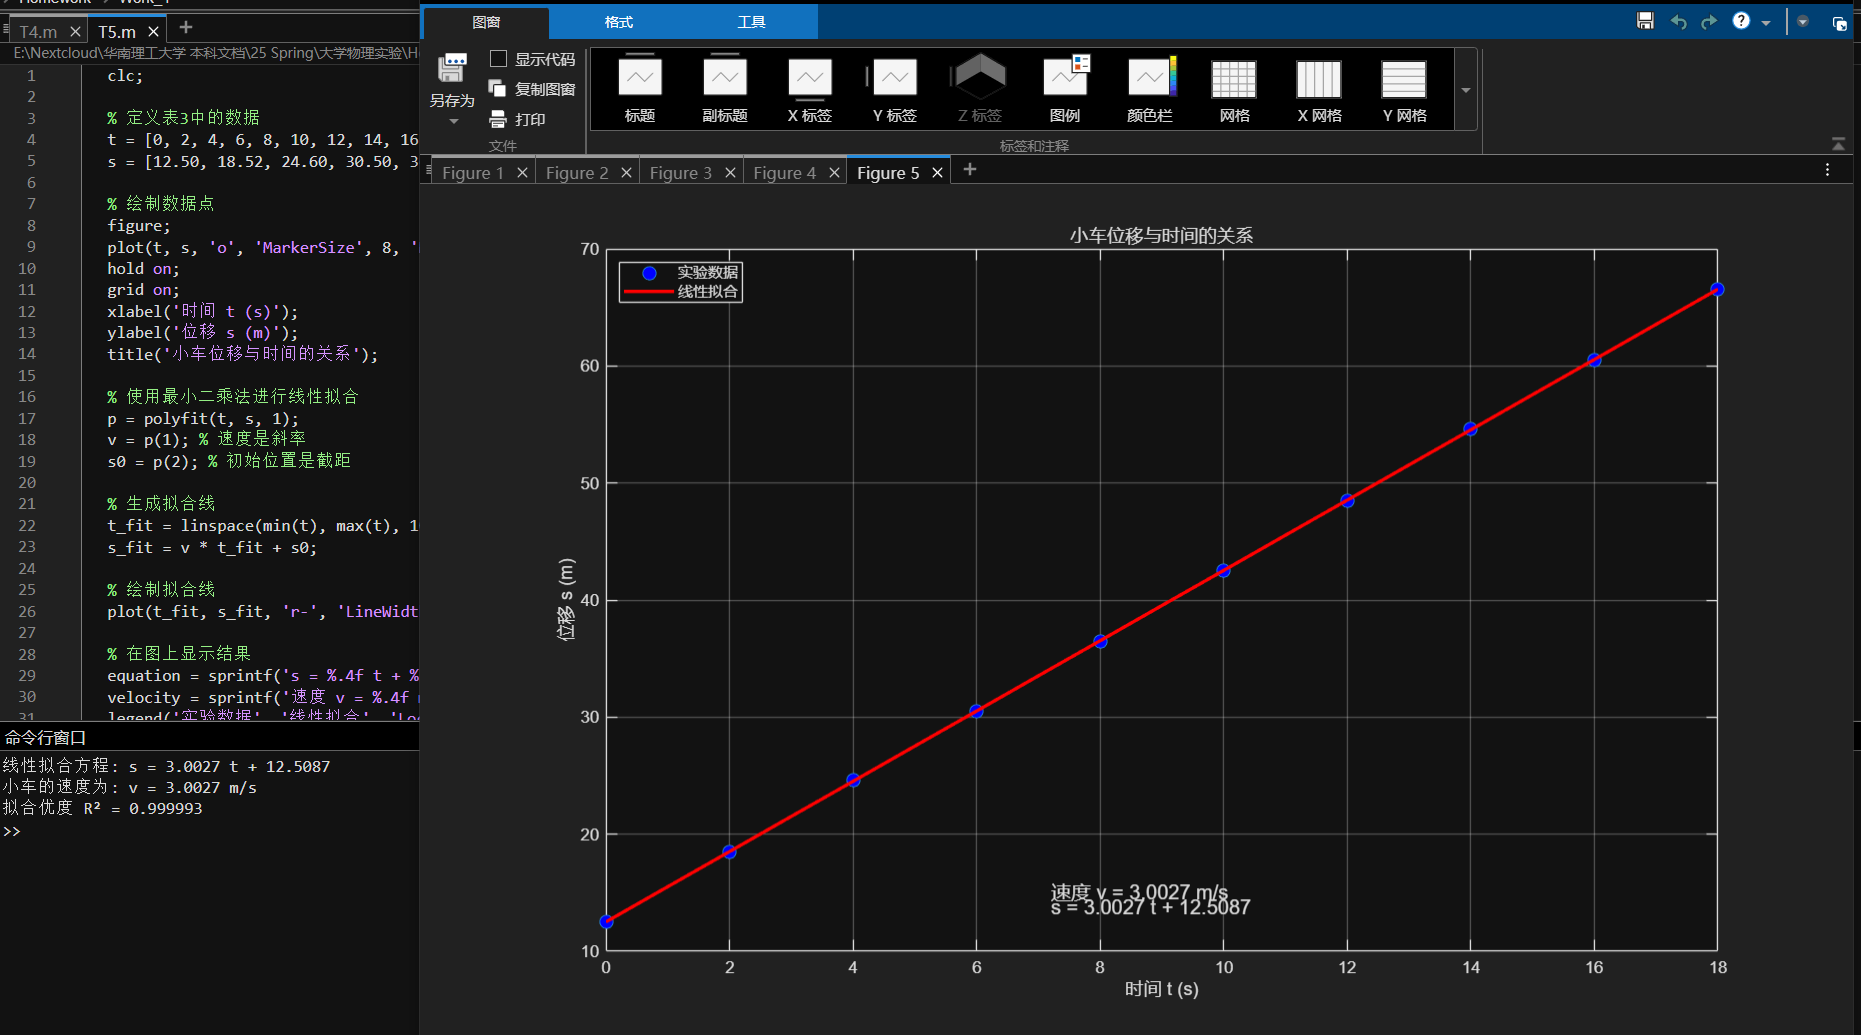 Homework > Work_1
T4.m × T5.m × +
E:\Nextcloud\华南理工大学 本科文档\25 Spring\大学物理实验\H
1 clc;
2
3 % 定义表3中的数据
4 t = [0, 2, 4, 6, 8, 10, 12, 14, 16
5 s = [12.50, 18.52, 24.60, 30.50, 3
6
7 % 绘制数据点
8 figure;
9 plot(t, s, 'o', 'MarkerSize', 8, '
10 hold on;
11 grid on;
12 xlabel('时间 t (s)');
13 ylabel('位移 s (m)');
14 title('小车位移与时间的关系');
15
16 % 使用最小二乘法进行线性拟合
17 p = polyfit(t, s, 1);
18 v = p(1); % 速度是斜率
19 s0 = p(2); % 初始位置是截距
20
21 % 生成拟合线
22 t_fit = linspace(min(t), max(t), 1
23 s_fit = v * t_fit + s0;
24
25 % 绘制拟合线
26 plot(t_fit, s_fit, 'r-', 'LineWidt
27
28 % 在图上显示结果
29 equation = sprintf('s = %.4f t + %
30 velocity = sprintf('速度 v = %.4f
31 legend('实验数据', '线性拟合', 'Lo
命令行窗口
线性拟合方程: s = 3.0027 t + 12.5087
小车的速度为: v = 3.0027 m/s
拟合优度 R² = 0.999993
>>
图窗 格式 工具
另存为
显示代码
复制图窗
打印
文件
标题 副标题 X 标签 Y 标签 Z 标签 图例 颜色栏 网格 X 网格 Y 网格
标签和注释
Figure 1 × Figure 2 × Figure 3 × Figure 4 × Figure 5 × +
小车位移与时间的关系
实验数据
线性拟合
70
60
50
40
30
20
10
位移 s (m)
速度 v = 3.0027 m/s
s = 3.0027 t + 12.5087
0 2 4 6 8 10 12 14 16 18
时间 t (s)